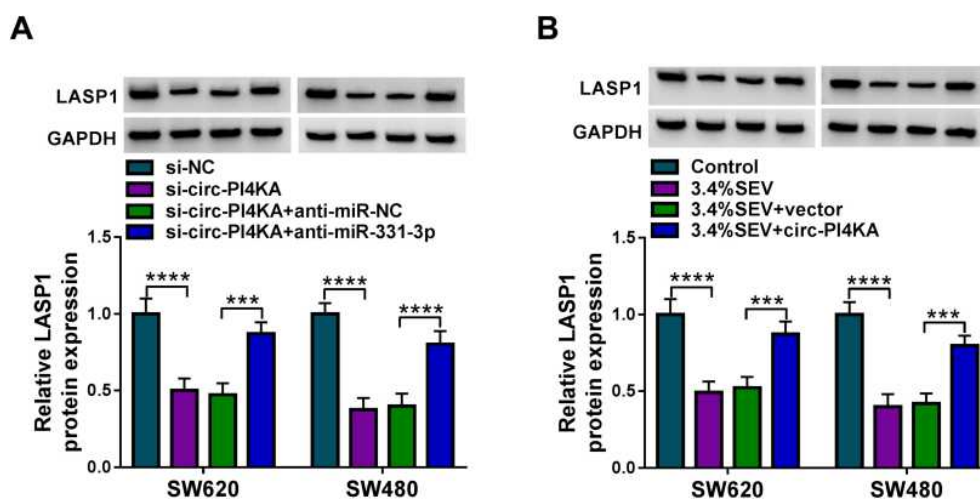 A
LASP1
GAPDH
si-NC
si-circ-PI4KA
si-circ-PI4KA+anti-miR-NC
si-circ-PI4KA+anti-miR-331-3p
Relative LASP1
protein expression
1.5
1.0
0.5
0.0
****
***
****
****
SW620
SW480
B
LASP1
GAPDH
Control
3.4%SEV
3.4%SEV+vector
3.4%SEV+circ-PI4KA
Relative LASP1
protein expression
1.5
1.0
0.5
0.0
****
***
****
***
SW620
SW480